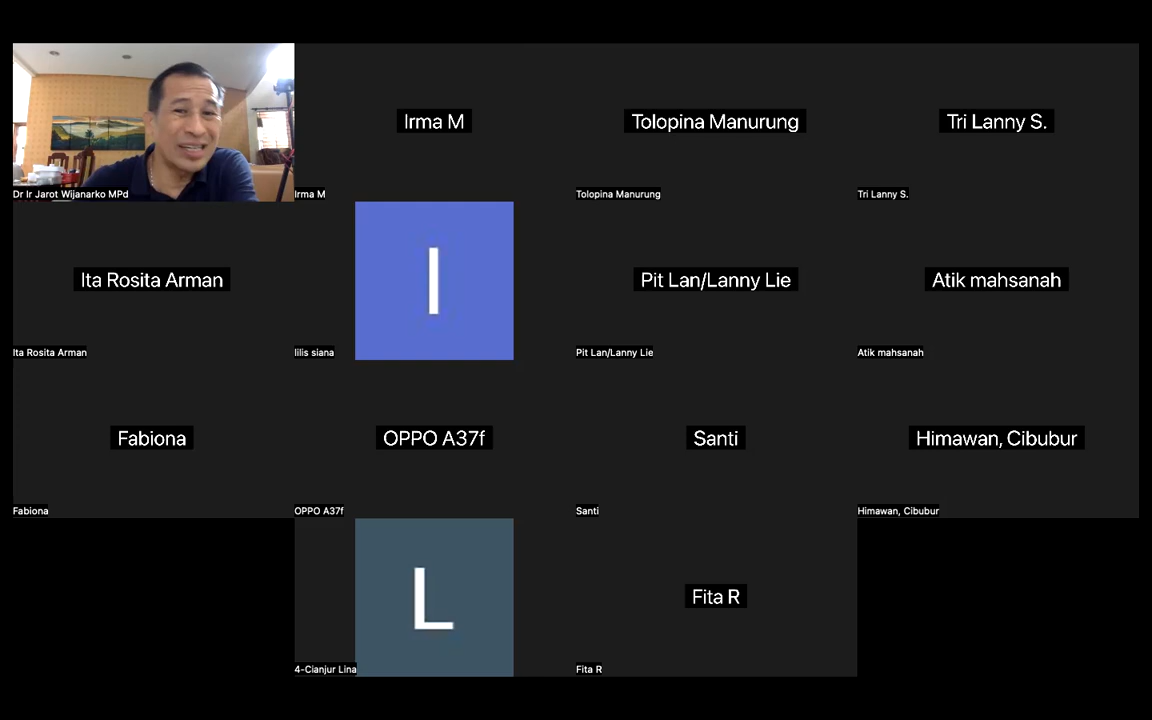 Irma M
Tolopina Manurung
Tri Lanny S.
Dr Ir Jarot Wijanarko MPd
Irma M
Tolopina Manurung
Tri Lanny S.
Ita Rosita Arman
I
Pit Lan/Lanny Lie
Atik mahsanah
Ita Rosita Arman
lilis siana
Pit Lan/Lanny Lie
Atik mahsanah
Fabiona
OPPO A37f
Santi
Himawan, Cibubur
Fabiona
OPPO A37f
Santi
Himawan, Cibubur
L
Fita R
4-Cianjur Lina
Fita R